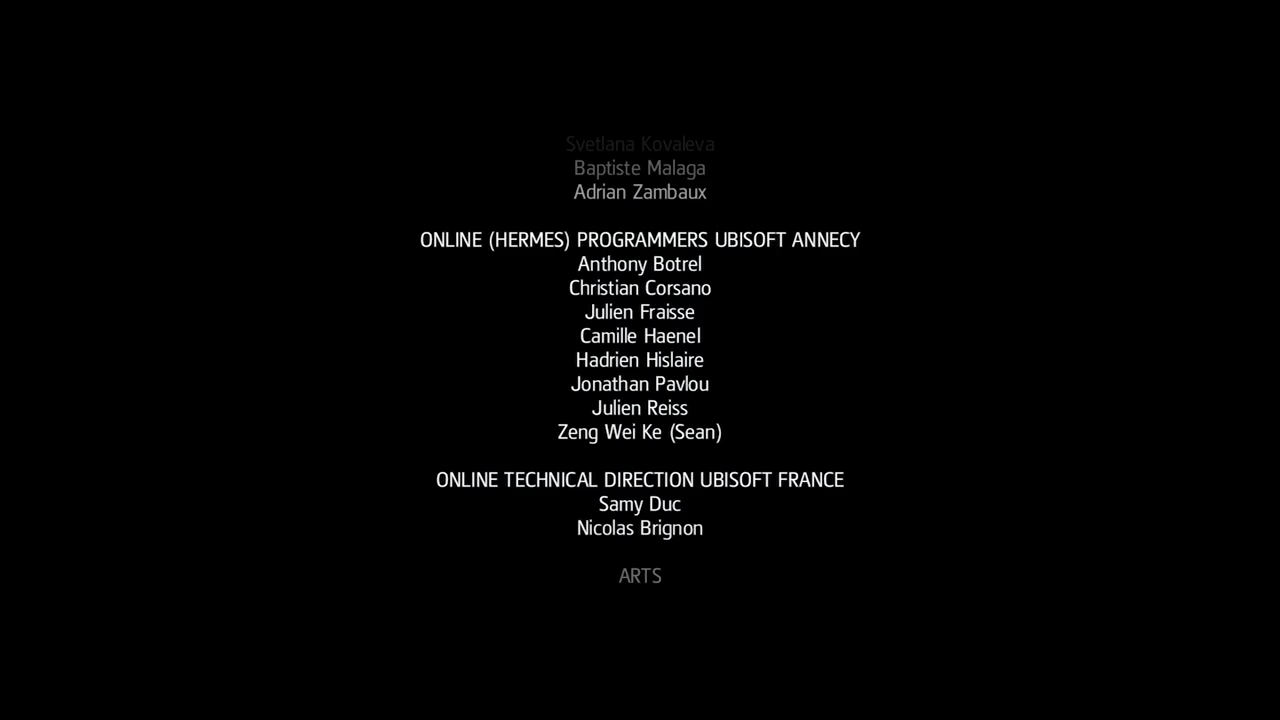 Svetlana Kovaleva
Baptiste Malaga
Adrian Zambaux
ONLINE (HERMES) PROGRAMMERS UBISOFT ANNECY
Anthony Botrel
Christian Corsano
Julien Fraisse
Camille Haenel
Hadrien Hislaire
Jonathan Pavlou
Julien Reiss
Zeng Wei Ke (Sean)
ONLINE TECHNICAL DIRECTION UBISOFT FRANCE
Samy Duc
Nicolas Brignon
ARTS